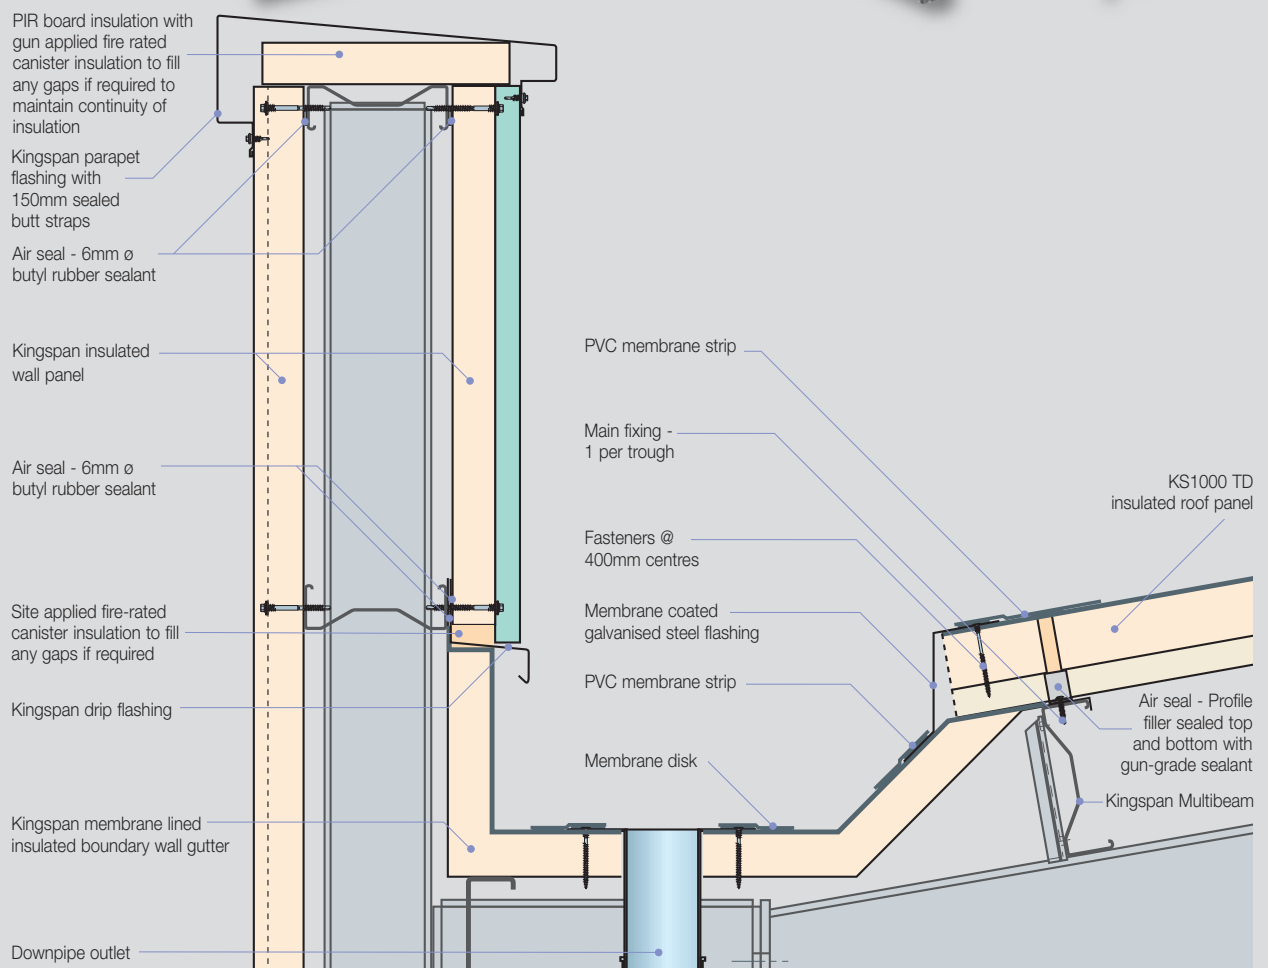 PIR board insulation with
gun applied fire rated
canister insulation to fill
any gaps if required to
maintain continuity of
insulation
Kingspan parapet
flashing with
150mm sealed
butt straps
Air seal - 6mm ø
butyl rubber sealant
Kingspan insulated
wall panel
Air seal - 6mm ø
butyl rubber sealant
Site applied fire-rated
canister insulation to fill
any gaps if required
Kingspan drip flashing
Kingspan membrane lined
insulated boundary wall gutter
Downpipe outlet
PVC membrane strip
Main fixing -
1 per trough
Fasteners @
400mm centres
Membrane coated
galvanised steel flashing
PVC membrane strip
Membrane disk
KS1000 TD
insulated roof panel
Air seal - Profile
filler sealed top
and bottom with
gun-grade sealant
Kingspan Multibeam